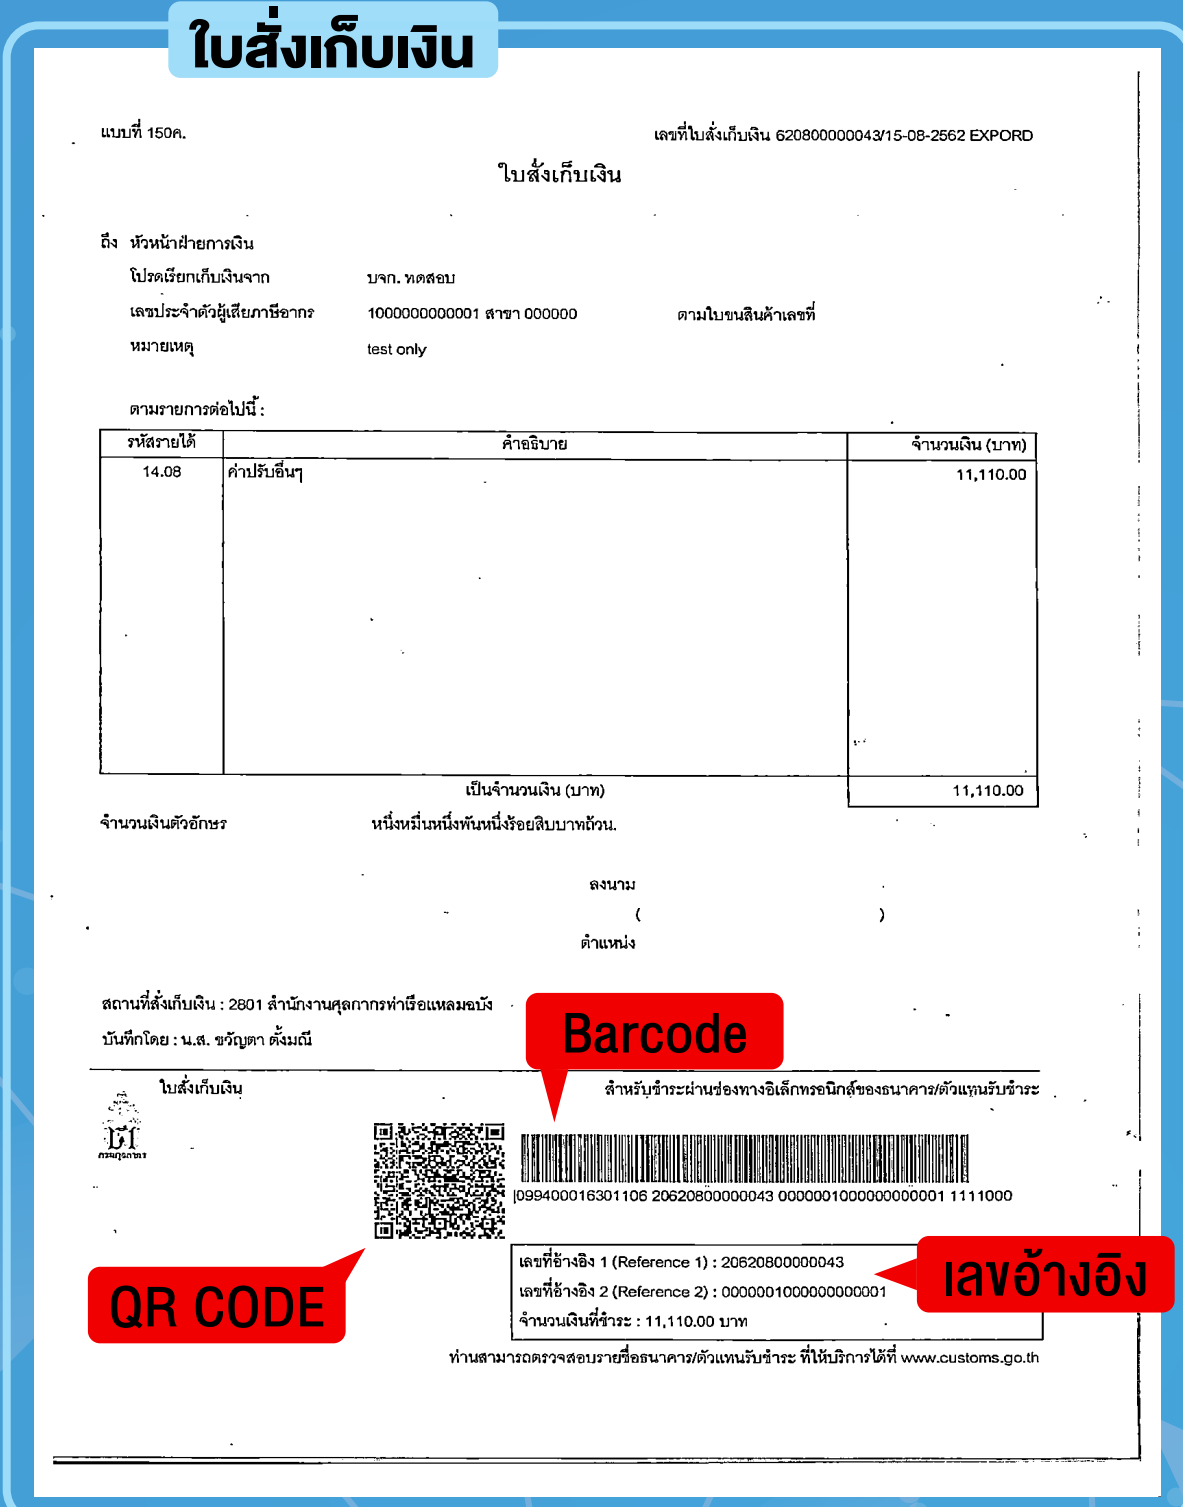 ใบสั่งเก็บเงิน
แบบที่ 150ค.
เลขที่ใบสั่งเก็บเงิน 620800000043/15-08-2562 EXPORD
ใบสั่งเก็บเงิน
ถึง หัวหน้าฝ่ายการเงิน
โปรดเรียกเก็บเงินจาก บจก. ทดสอบ
เลขประจำตัวผู้เสียภาษีอากร 1000000000001 สาขา 000000 ตามใบขนสินค้าเลขที่
หมายเหตุ test only
ตามรายการต่อไปนี้ :
รหัสรายได้ คำอธิบาย จำนวนเงิน (บาท)
14.08 ค่าปรับอื่นๆ 11,110.00
เป็นจำนวนเงิน (บาท) 11,110.00
จำนวนเงินตัวอักษร หนึ่งหมื่นหนึ่งพันหนึ่งร้อยสิบบาทถ้วน.
ลงนาม
( )
ตำแหน่ง
สถานที่สั่งเก็บเงิน : 2801 สำนักงานศุลกากรท่าเรือแหลมฉบัง
บันทึกโดย : น.ส. ขวัญตา ตั้งมณี
Barcode
ใบสั่งเก็บเงิน
สำหรับชำระผ่านช่องทางอิเล็กทรอนิกส์ของธนาคาร/ตัวแทนรับชำระ
กรมศุลกากร
|099400016301106 20620800000043 0000001000000000001 1111000
เลขที่อ้างอิง 1 (Reference 1) : 20620800000043
เลขที่อ้างอิง 2 (Reference 2) : 0000001000000000001
จำนวนเงินที่ชำระ : 11,110.00 บาท
เลขอ้างอิง
QR CODE
ท่านสามารถตรวจสอบรายชื่อธนาคาร/ตัวแทนรับชำระ ที่ให้บริการได้ที่ www.customs.go.th